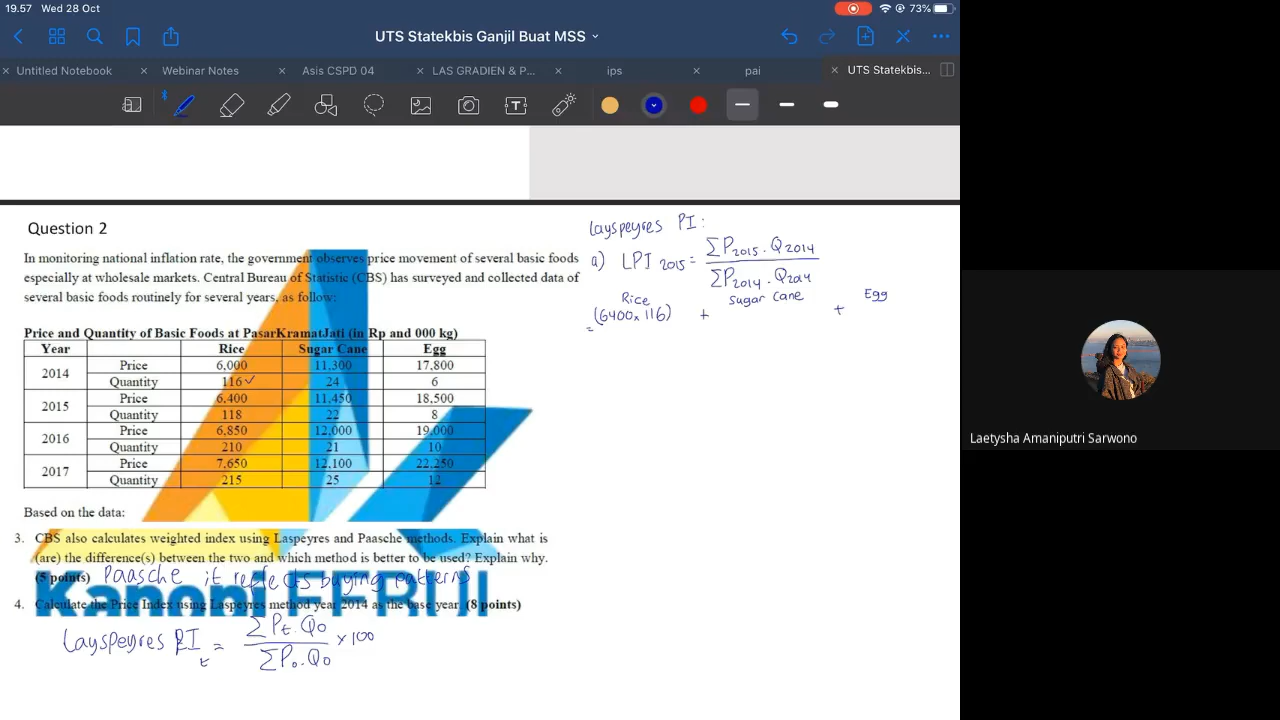 19.57 Wed 28 Oct 73%
UTS Statekbis Ganjil Buat MSS
Untitled Notebook Webinar Notes Asis CSPD 04 LAS GRADIEN & P... ips pai UTS Statekbis...
Question 2
In monitoring national inflation rate, the government observes price movement of several basic foods
especially at wholesale markets. Central Bureau of Statistic (CBS) has surveyed and collected data of
several basic foods routinely for several years, as follow:
Price and Quantity of Basic Foods at PasarKramatJati (in Rp and 000 kg)
Year Rice Sugar Cane Egg
2014 Price 6,000 11,300 17,800
Quantity 116✓ 24 6
2015 Price 6,400 11,450 18,500
Quantity 118 22 8
2016 Price 6,850 12,000 19,000
Quantity 210 21 10
2017 Price 7,650 12,100 22,250
Quantity 215 25 12
Based on the data:
3. CBS also calculates weighted index using Laspeyres and Paasche methods. Explain what is
(are) the difference(s) between the two and which method is better to be used? Explain why.
(5 points) Paasche it reflects buying patterns
4. Calculate the Price Index using Laspeyres method year 2014 as the base year. (8 points)
Kanopi FEBUI
Layspeyres PI t = ΣPt.Q0 / ΣP0.Q0 × 100
Layspeyres PI:
a) LPI 2015 = ΣP2015.Q2014 / ΣP2014.Q2014
Rice sugar cane Egg
= (6400 x 116) + +
Laetysha Amaniputri Sarwono